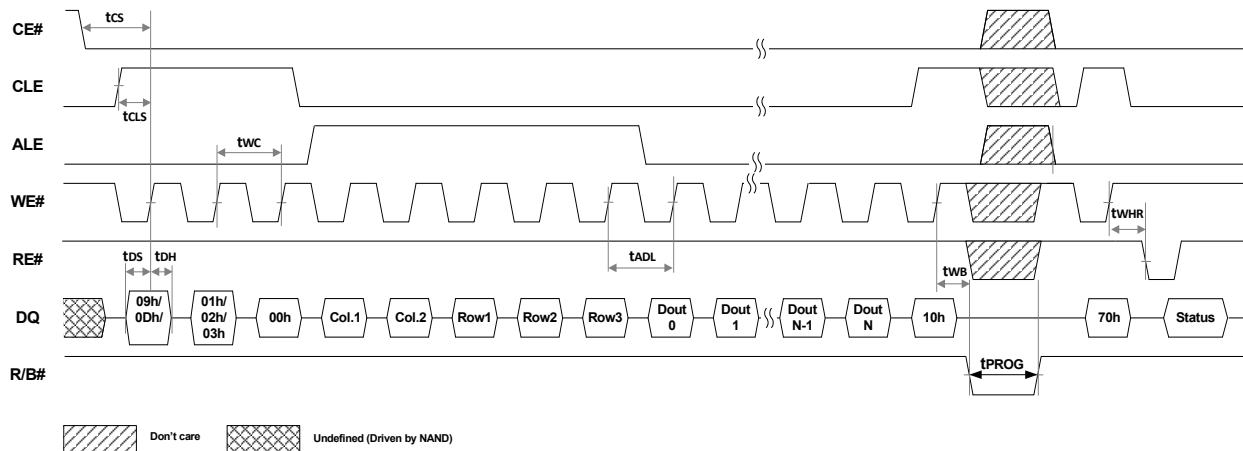 CE#
tCS
CLE
tCLS
ALE
tWC
WE#
tWHR
RE#
tDS
tDH
tADL
tWB
DQ
09h/
0Dh/
01h/
02h/
03h
00h
Col.1
Col.2
Row1
Row2
Row3
Dout
0
Dout
1
Dout
N-1
Dout
N
10h
70h
Status
R/B#
tPROG
Don't care
Undefined (Driven by NAND)